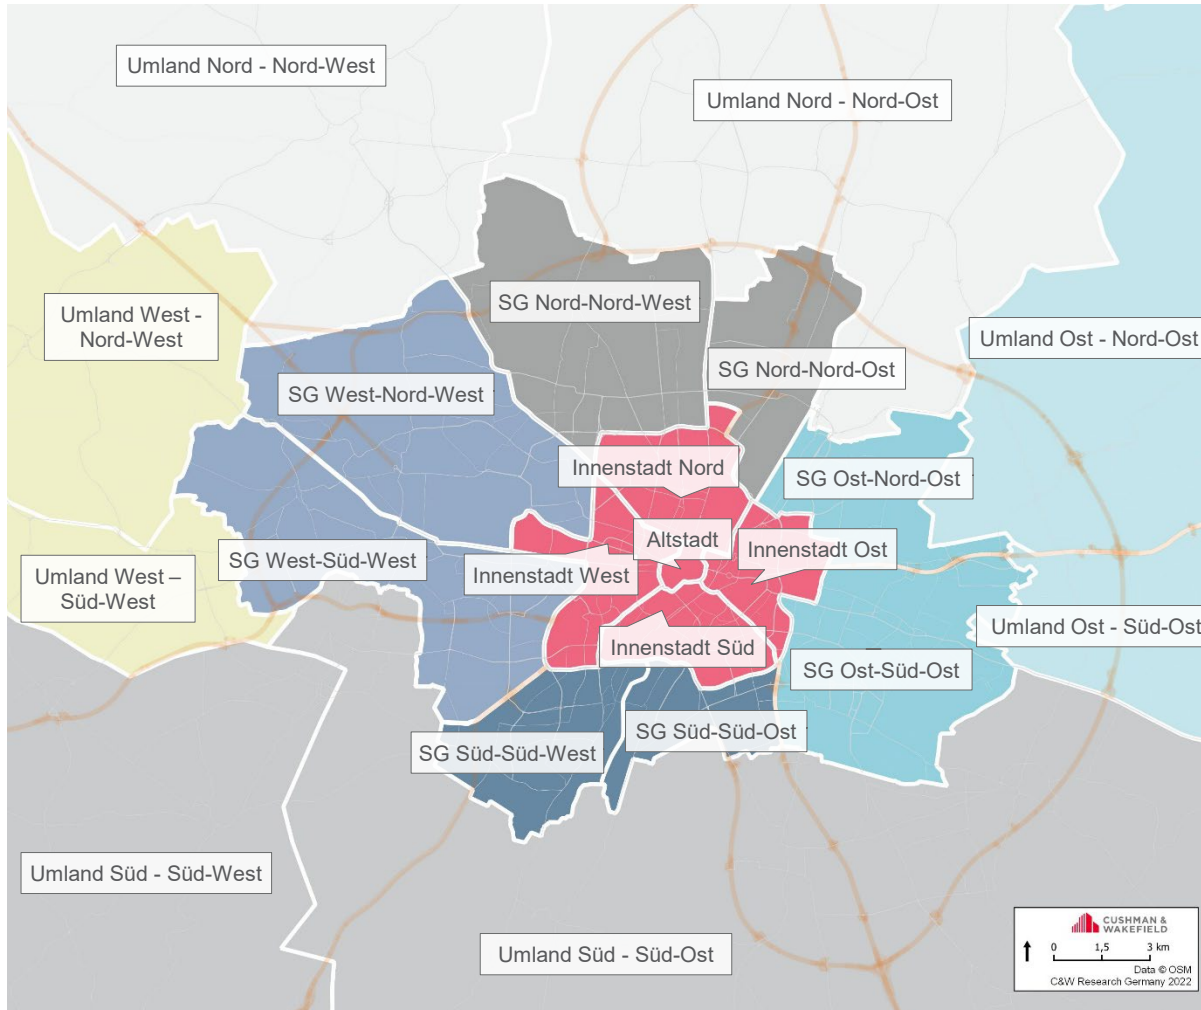 Umland Nord - Nord-West
Umland Nord - Nord-Ost
SG Nord-Nord-West
Umland West -
Nord-West
Umland Ost - Nord-Ost
SG Nord-Nord-Ost
SG West-Nord-West
Innenstadt Nord
SG Ost-Nord-Ost
Altstadt
Innenstadt Ost
SG West-Süd-West
Innenstadt West
Umland West –
Süd-West
Umland Ost - Süd-Ost
Innenstadt Süd
SG Ost-Süd-Ost
SG Süd-Süd-Ost
SG Süd-Süd-West
Umland Süd - Süd-West
Umland Süd - Süd-Ost
CUSHMAN &
WAKEFIELD
0 1,5 3 km
Data © OSM
C&W Research Germany 2022